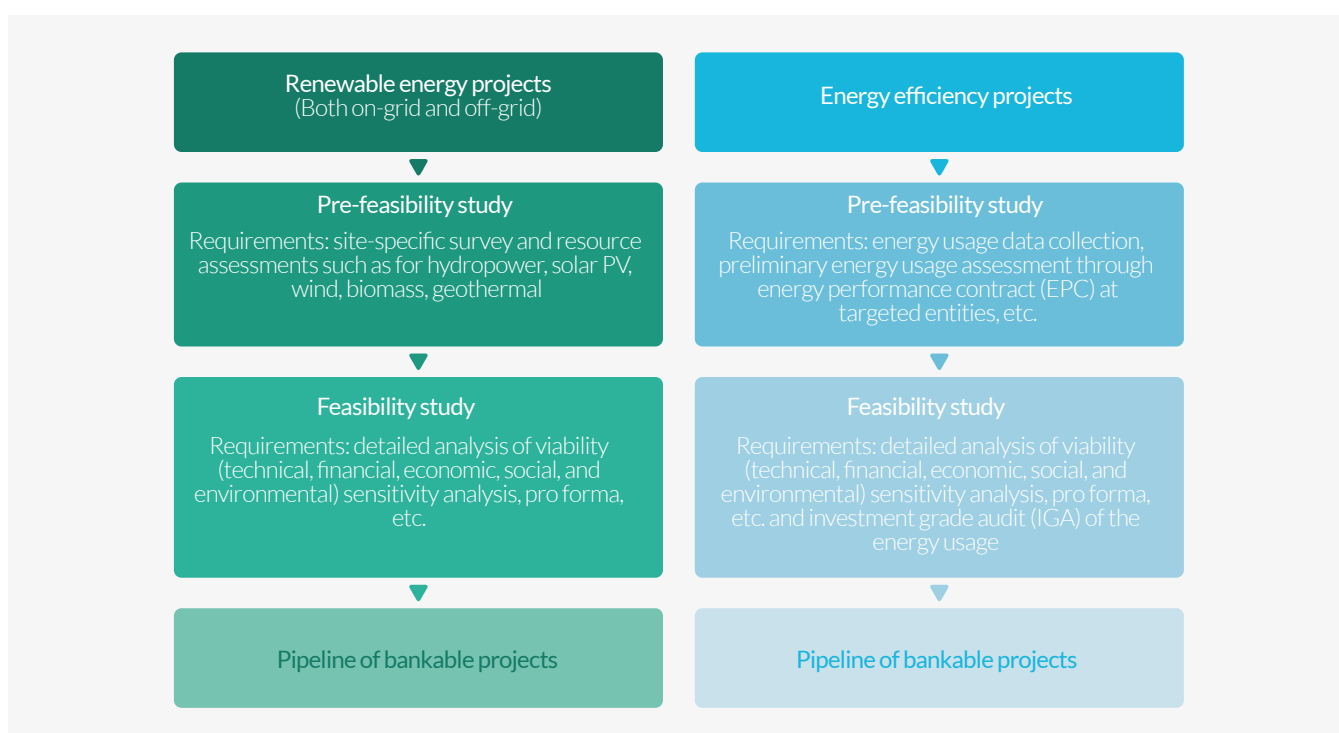 Renewable energy projects
(Both on-grid and off-grid)
Pre-feasibility study
Requirements: site-specific survey and resource
assessments such as for hydropower, solar PV,
wind, biomass, geothermal
Feasibility study
Requirements: detailed analysis of viability
(technical, financial, economic, social, and
environmental) sensitivity analysis, pro forma,
etc.
Pipeline of bankable projects
Energy efficiency projects
Pre-feasibility study
Requirements: energy usage data collection,
preliminary energy usage assessment through
energy performance contract (EPC) at
targeted entities, etc.
Feasibility study
Requirements: detailed analysis of viability
(technical, financial, economic, social, and
environmental) sensitivity analysis, pro forma,
etc. and investment grade audit (IGA) of the
energy usage
Pipeline of bankable projects